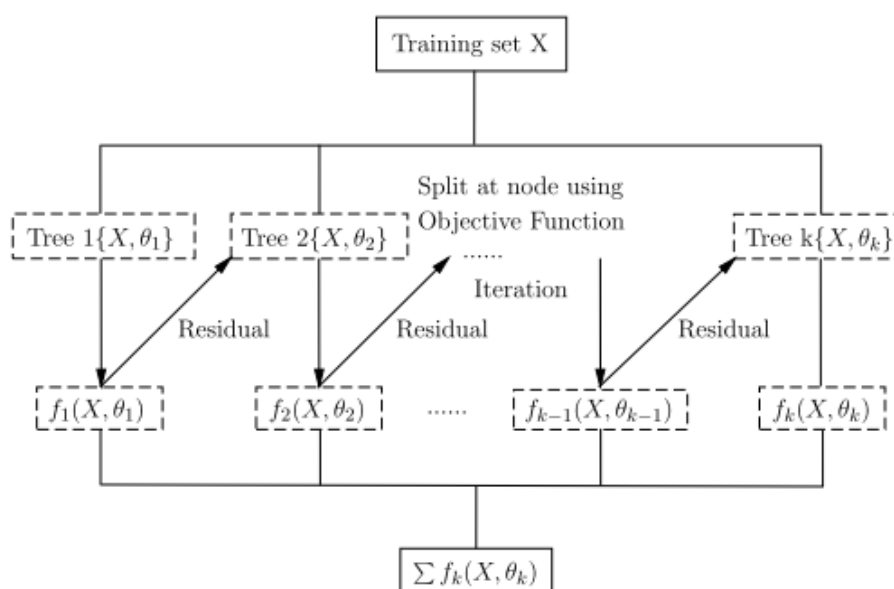 Training set X
Split at node using
Objective Function
Tree 1{X, θ₁}
Tree 2{X, θ₂}
......
Tree k{X, θₖ}
Iteration
Residual
Residual
Residual
f₁(X, θ₁)
f₂(X, θ₂)
......
fₖ₋₁(X, θₖ₋₁)
fₖ(X, θₖ)
∑ fₖ(X, θₖ)